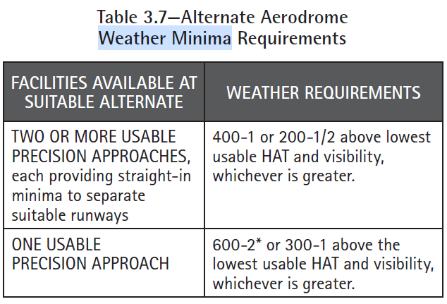 Table 3.7—Alternate Aerodrome
Weather Minima Requirements
FACILITIES AVAILABLE AT
SUITABLE ALTERNATE
WEATHER REQUIREMENTS
TWO OR MORE USABLE
PRECISION APPROACHES,
each providing straight-in
minima to separate
suitable runways
400-1 or 200-1/2 above lowest
usable HAT and visibility,
whichever is greater.
ONE USABLE
PRECISION APPROACH
600-2* or 300-1 above the
lowest usable HAT and visibility,
whichever is greater.